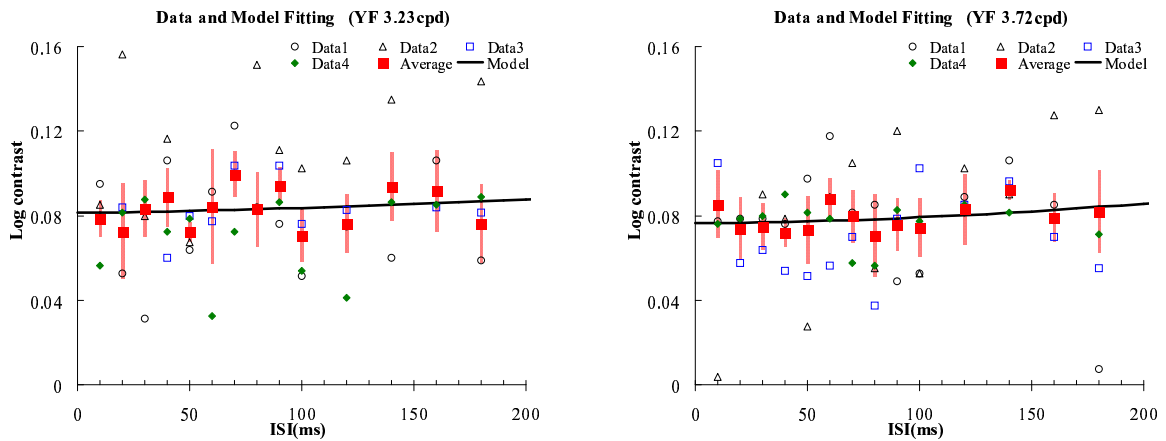 Data and Model Fitting (YF 3.23cpd)
0.16
Data1 Data2 Data3
Data4 Average Model
0.12
Log contrast
0.08
0.04
0
0 50 100 150 200
ISI(ms)
Data and Model Fitting (YF 3.72cpd)
0.16
Data1 Data2 Data3
Data4 Average Model
0.12
Log contrast
0.08
0.04
0
0 50 100 150 200
ISI(ms)